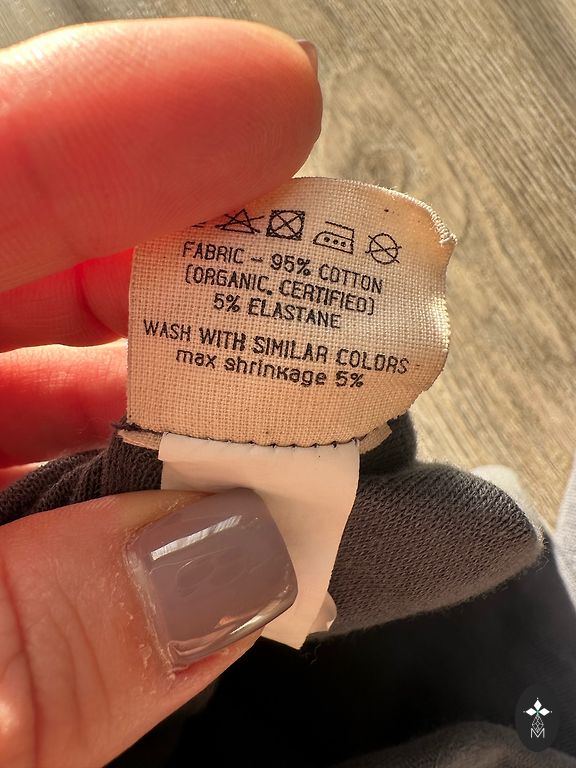 FABRIC - 95% COTTON
(ORGANIC, CERTIFIED)
5% ELASTANE
WASH WITH SIMILAR COLORS
max shrinkage 5%
M